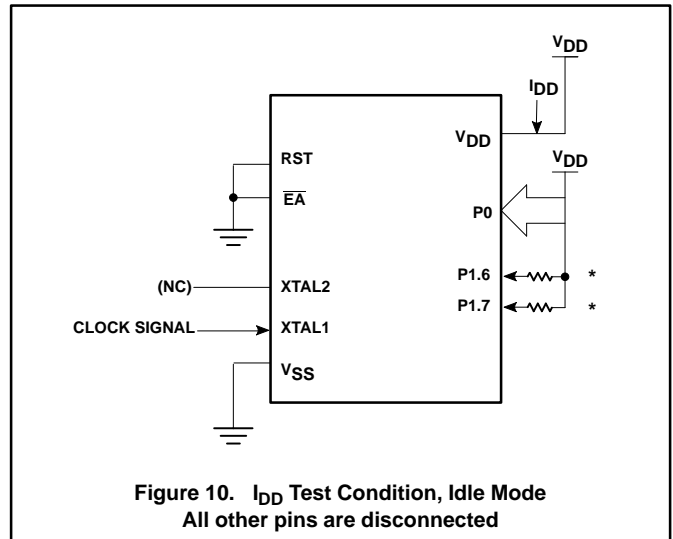 VDD
IDD
VDD
VDD
RST
EA
P0
(NC)
XTAL2
P1.6
*
CLOCK SIGNAL
XTAL1
P1.7
*
VSS
Figure 10. IDD Test Condition, Idle Mode
All other pins are disconnected